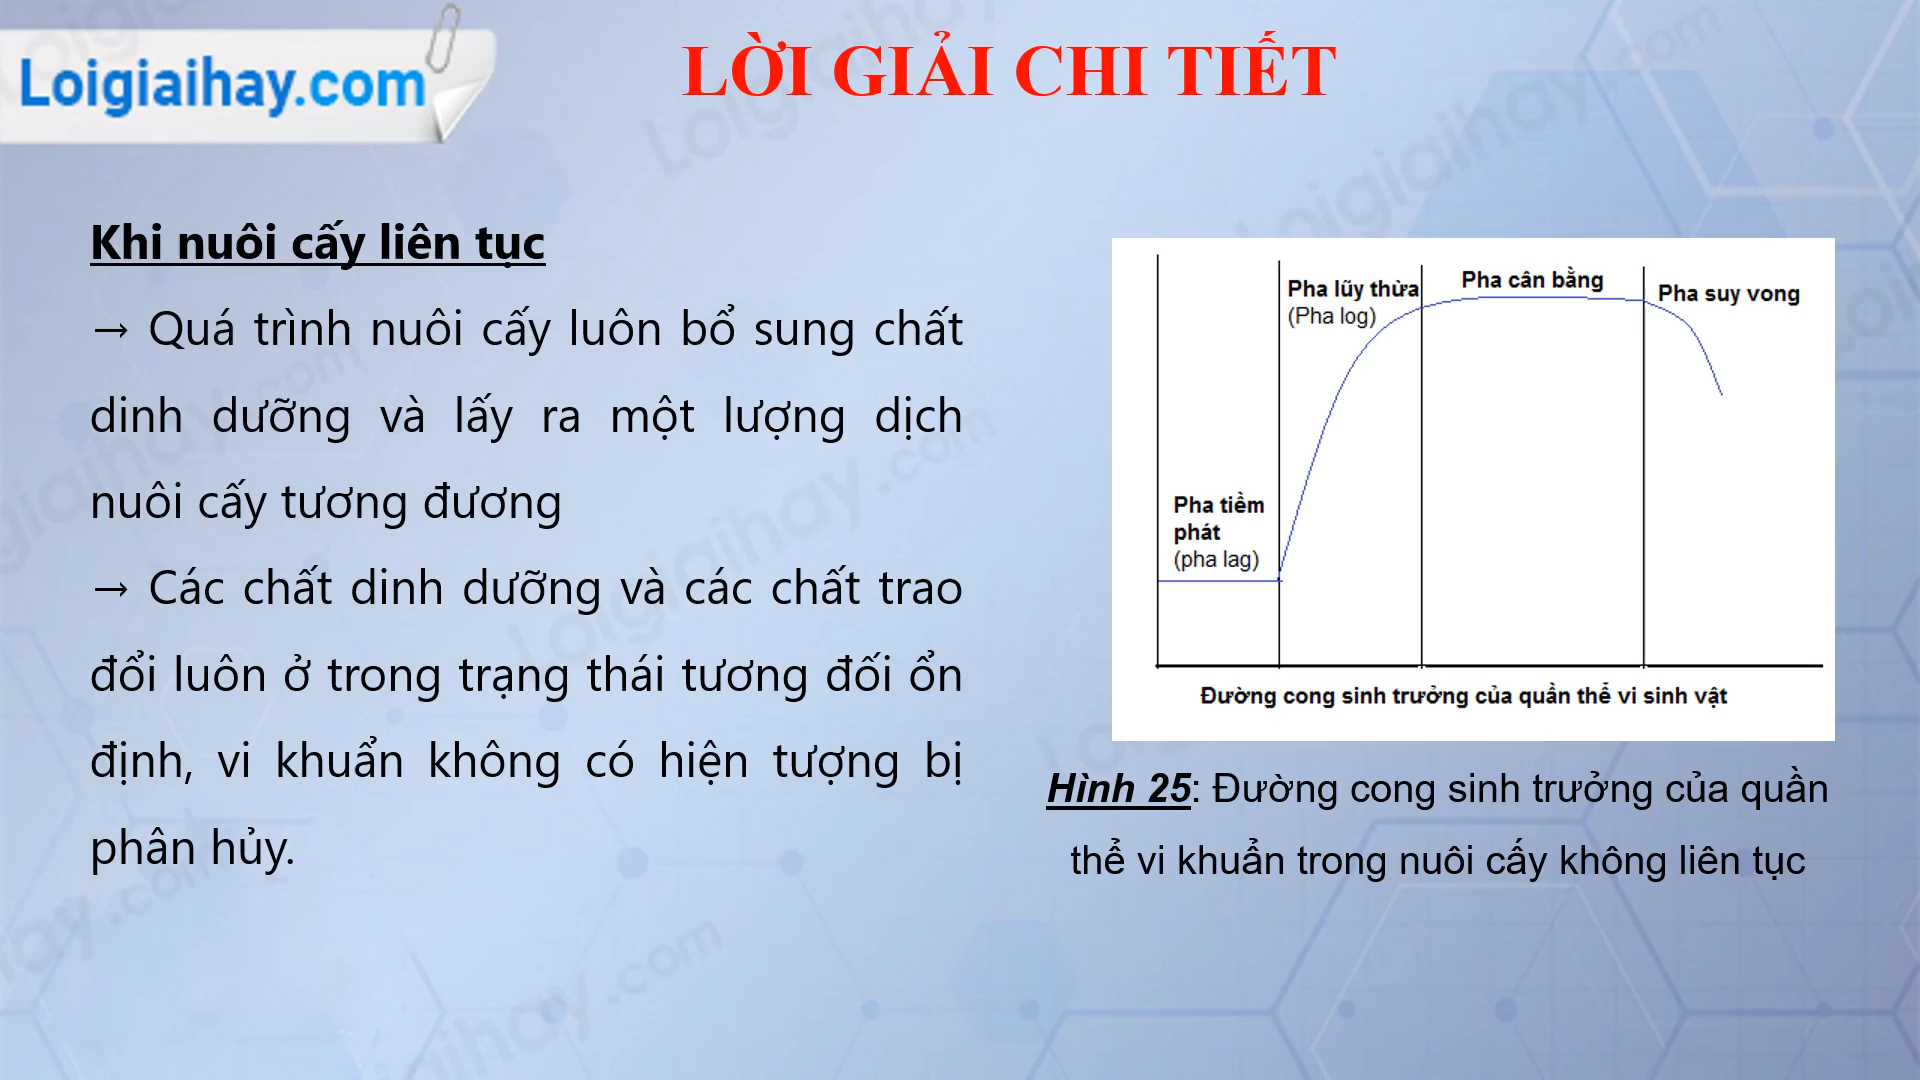 Loigiaihay.com
LỜI GIẢI CHI TIẾT
Khi nuôi cấy liên tục
→ Quá trình nuôi cấy luôn bổ sung chất
dinh dưỡng và lấy ra một lượng dịch
nuôi cấy tương đương
→ Các chất dinh dưỡng và các chất trao
đổi luôn ở trong trạng thái tương đối ổn
định, vi khuẩn không có hiện tượng bị
phân hủy.
Pha lũy thừa
(Pha log)
Pha cân bằng
Pha suy vong
Pha tiềm
phát
(pha lag)
Đường cong sinh trưởng của quần thể vi sinh vật
Hình 25: Đường cong sinh trưởng của quần
thể vi khuẩn trong nuôi cấy không liên tục